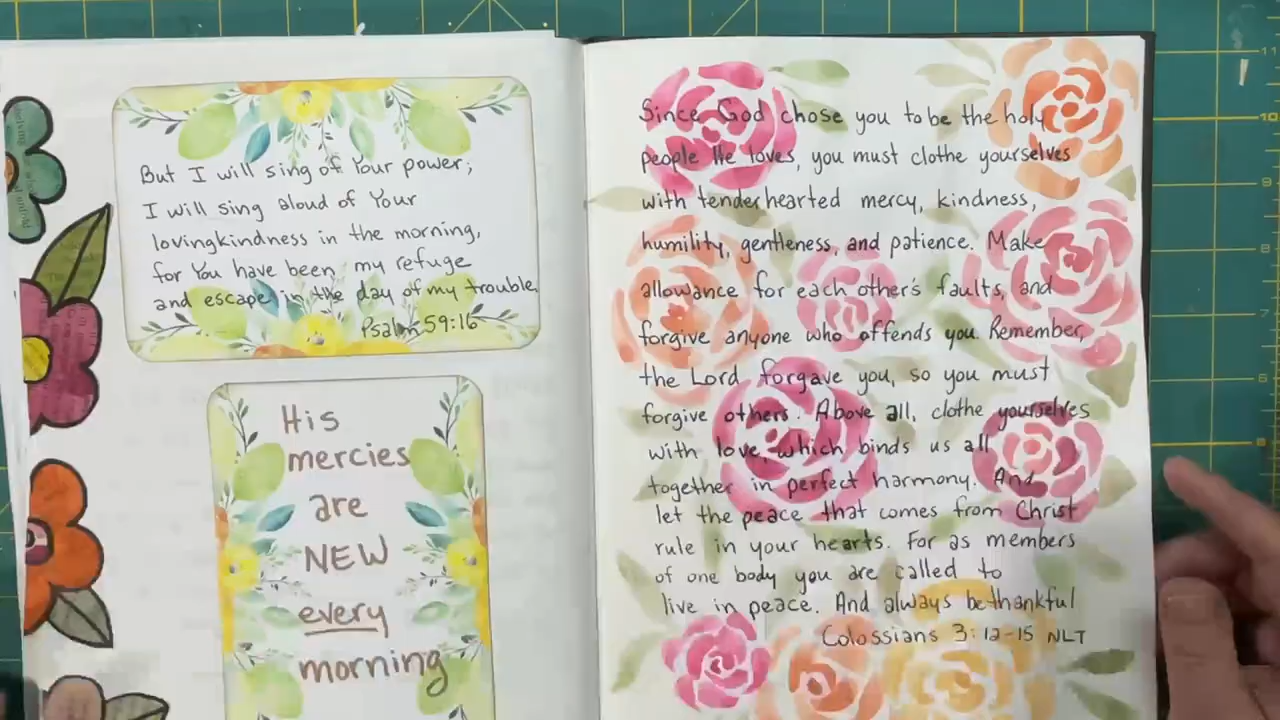 But I will sing of Your power;
I will sing aloud of Your
lovingkindness in the morning,
for You have been my refuge
and escape in the day of my trouble.
Psalm 59:16
His
mercies
are
NEW
every
morning
Since God chose you to be the holy
people He loves, you must clothe yourselves
with tenderhearted mercy, kindness,
humility, gentleness, and patience. Make
allowance for each other's faults, and
forgive anyone who offends you. Remember,
the Lord forgave you, so you must
forgive others. Above all, clothe yourselves
with love, which binds us all
together in perfect harmony. And
let the peace that comes from Christ
rule in your hearts. For as members
of one body you are called to
live in peace. And always be thankful
Colossians 3:12-15 NLT
11
10
9
8